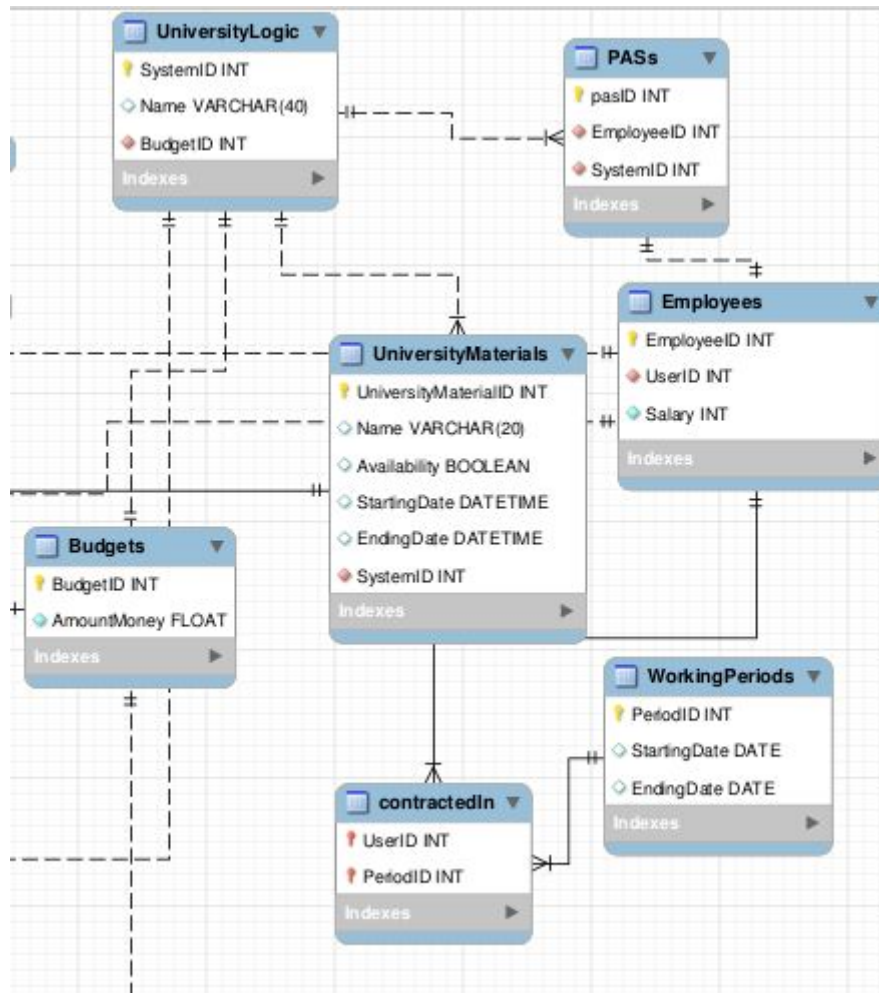 UniversityLogic
SystemID INT
Name VARCHAR(40)
BudgetID INT
Indexes
PASs
pasID INT
EmployeeID INT
SystemID INT
Indexes
Employees
EmployeeID INT
UserID INT
Salary INT
Indexes
UniversityMaterials
UniversityMaterialID INT
Name VARCHAR(20)
Availability BOOLEAN
StartingDate DATETIME
EndingDate DATETIME
SystemID INT
Indexes
Budgets
BudgetID INT
AmountMoney FLOAT
Indexes
WorkingPeriods
PeriodID INT
StartingDate DATE
EndingDate DATE
Indexes
contractedIn
UserID INT
PeriodID INT
Indexes